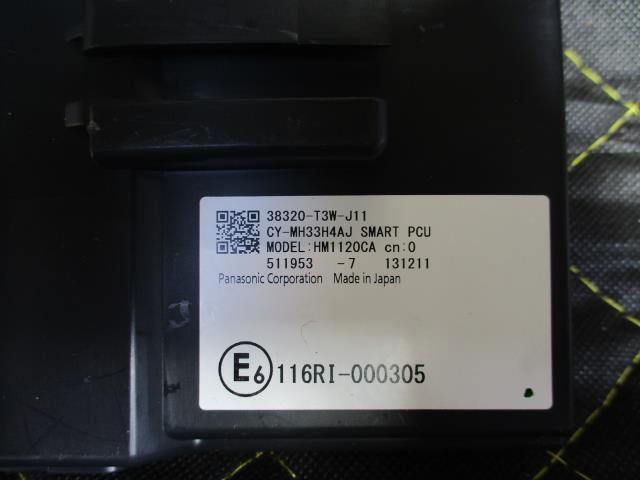 38320-T3W-J11
CY-MH33H4AJ SMART PCU
MODEL:HM1120CA cn:0
511953 -7 131211
Panasonic Corporation Made in Japan
E6 116RI-000305